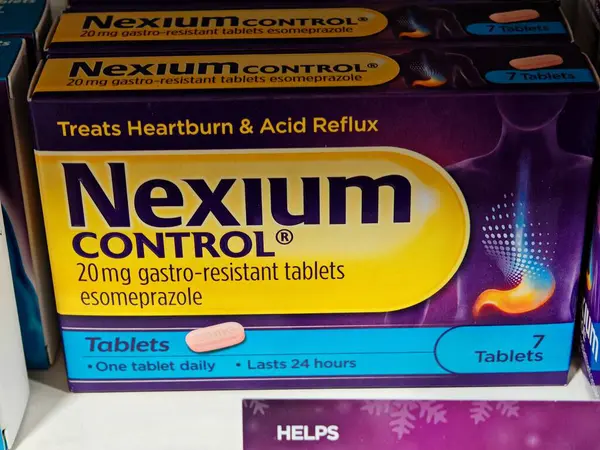 Nexium CONTROL®
20 mg gastro-resistant tablets esomeprazole
7 Tablets
Nexium CONTROL®
20 mg gastro-resistant tablets esomeprazole
7 Tablets
Treats Heartburn & Acid Reflux
Nexium
CONTROL®
20 mg gastro-resistant tablets
esomeprazole
Tablets
• One tablet daily • Lasts 24 hours
7
Tablets
HELPS